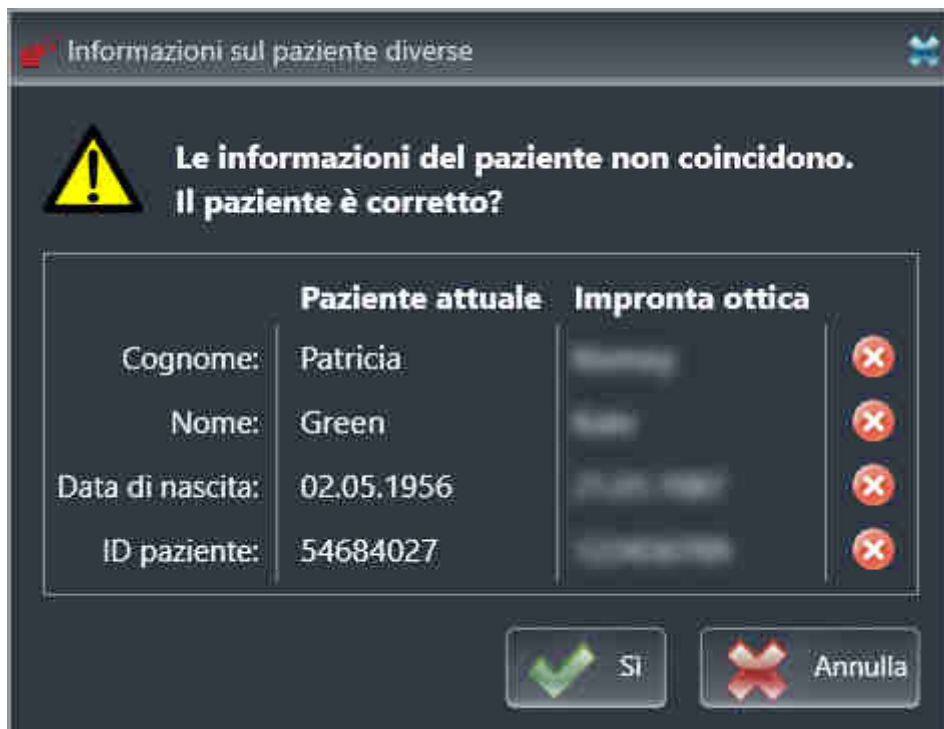 Informazioni sul paziente diverse
Le informazioni del paziente non coincidono.
Il paziente è corretto?
Paziente attuale Impronta ottica
Cognome: Patricia
Nome: Green
Data di nascita: 02.05.1956
ID paziente: 54684027
Sì Annulla